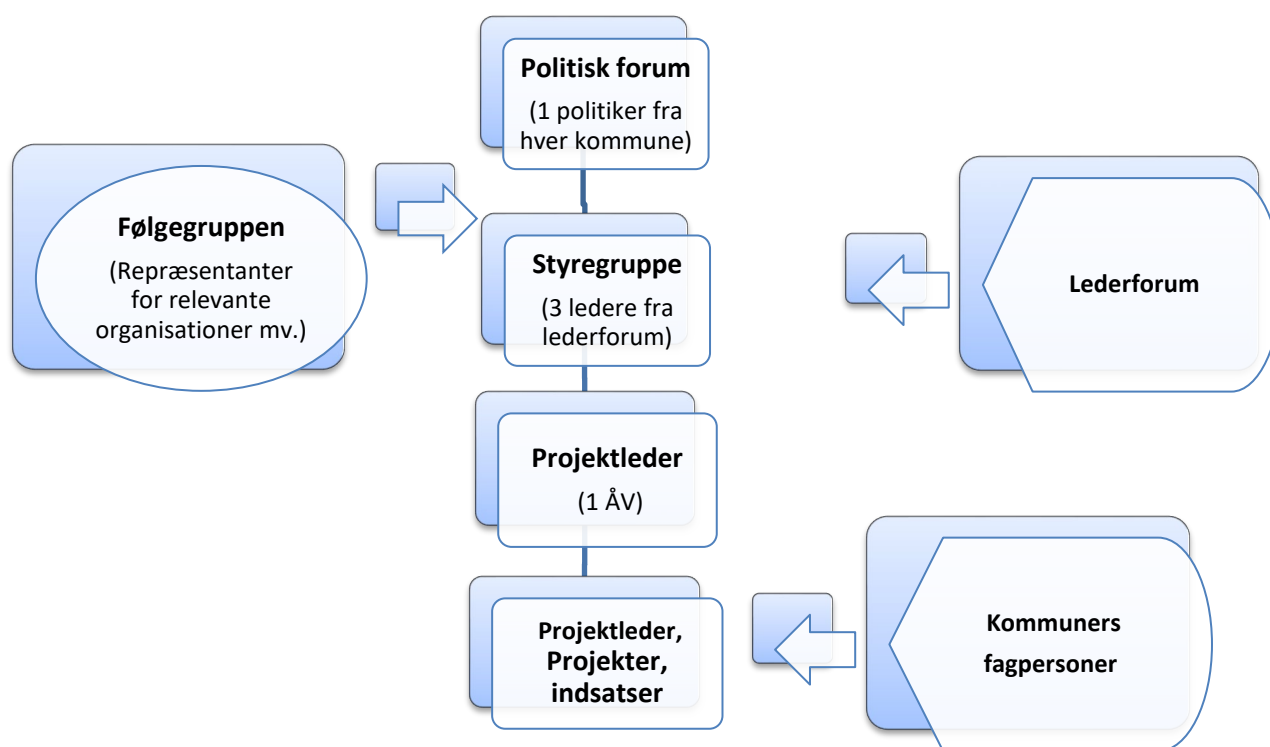 Politisk forum
(1 politiker fra
hver kommune)
Følgegruppen
(Repræsentanter
for relevante
organisationer mv.)
Styregruppe
(3 ledere fra
lederforum)
Lederforum
Projektleder
(1 ÅV)
Projektleder,
Projekter,
indsatser
Kommuners
fagpersoner